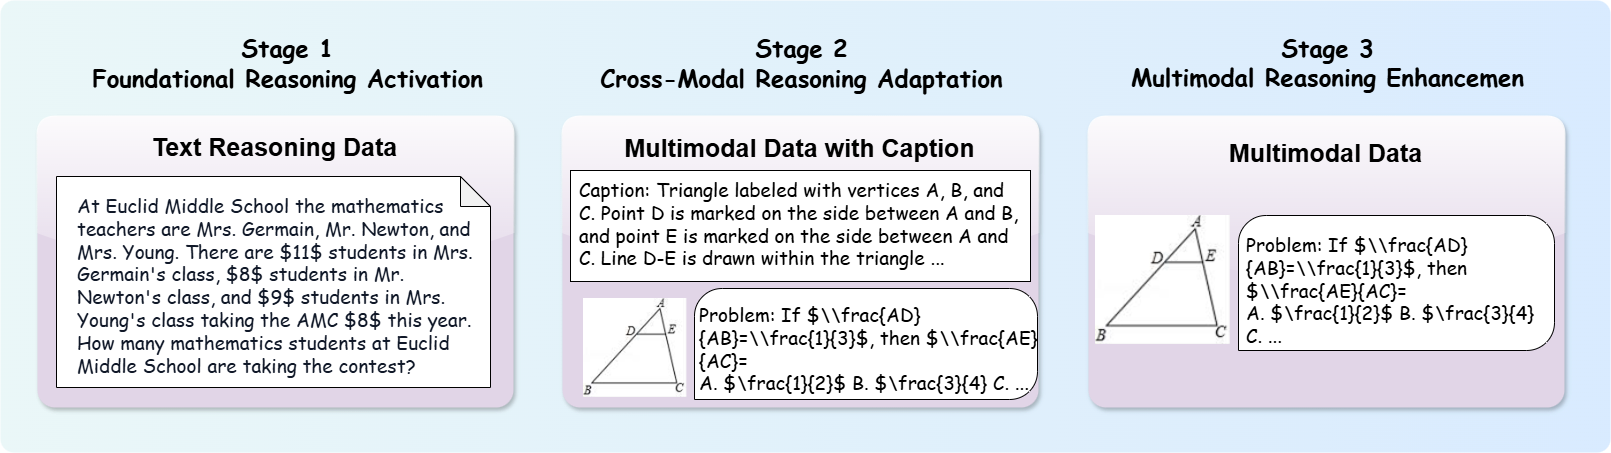 Stage 1
Foundational Reasoning Activation
Text Reasoning Data
At Euclid Middle School the mathematics
teachers are Mrs. Germain, Mr. Newton, and
Mrs. Young. There are $11$ students in Mrs.
Germain's class, $8$ students in Mr.
Newton's class, and $9$ students in Mrs.
Young's class taking the AMC $8$ this year.
How many mathematics students at Euclid
Middle School are taking the contest?
Stage 2
Cross-Modal Reasoning Adaptation
Multimodal Data with Caption
Caption: Triangle labeled with vertices A, B, and
C. Point D is marked on the side between A and B,
and point E is marked on the side between A and
C. Line D-E is drawn within the triangle ...
A
D E
B C
Problem: If $\\frac{AD}
{AB}=\\frac{1}{3}$, then $\\frac{AE}
{AC}=
A. $\frac{1}{2}$ B. $\frac{3}{4} C. ...
Stage 3
Multimodal Reasoning Enhancemen
Multimodal Data
A
D E
B C
Problem: If $\\frac{AD}
{AB}=\\frac{1}{3}$, then
$\\frac{AE}{AC}=
A. $\frac{1}{2}$ B. $\frac{3}{4}
C. ...